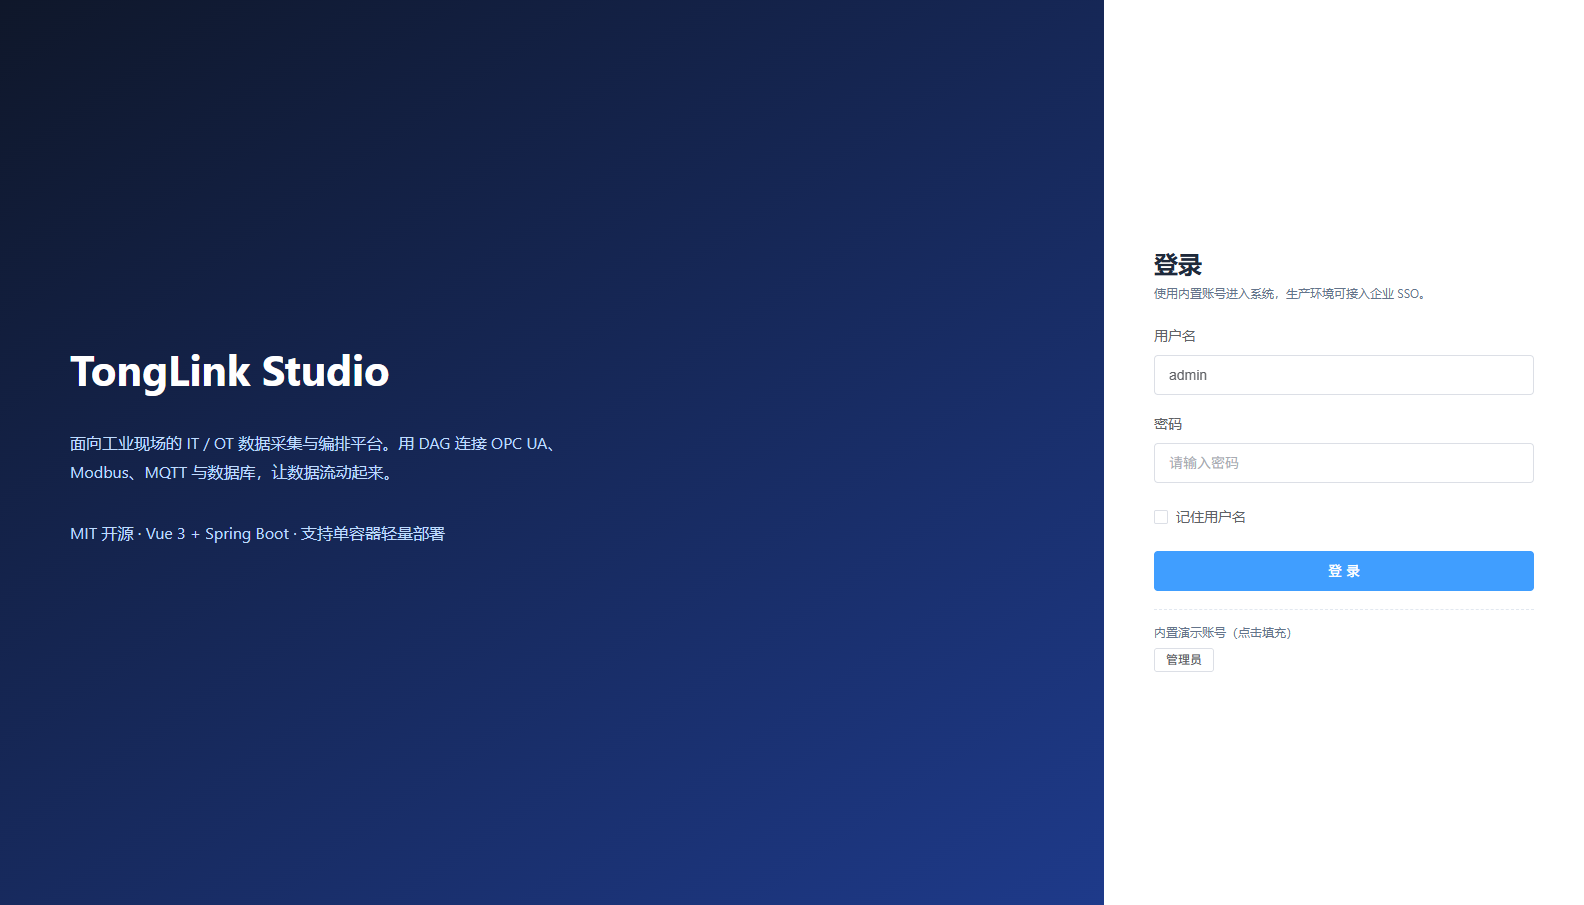 TongLink Studio
面向工业现场的 IT / OT 数据采集与编排平台。用 DAG 连接 OPC UA、
Modbus、MQTT 与数据库，让数据流动起来。
MIT 开源 · Vue 3 + Spring Boot · 支持单容器轻量部署
登录
使用内置账号进入系统，生产环境可接入企业 SSO。
用户名
admin
密码
请输入密码
记住用户名
登 录
内置演示账号（点击填充）
管理员